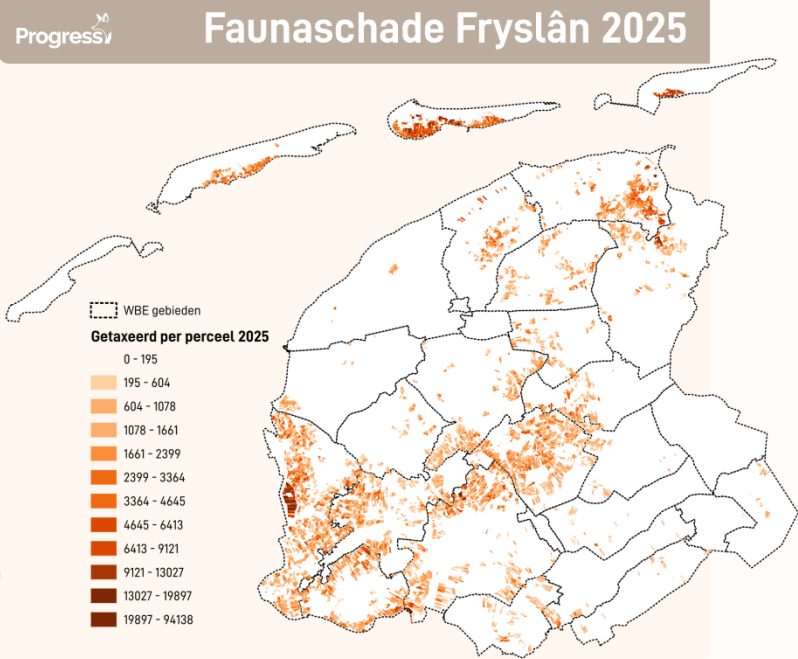 Progressy
Faunaschade Fryslân 2025
WBE gebieden
Getaxeerd per perceel 2025
0 - 195
195 - 604
604 - 1078
1078 - 1661
1661 - 2399
2399 - 3364
3364 - 4645
4645 - 6413
6413 - 9121
9121 - 13027
13027 - 19897
19897 - 94138